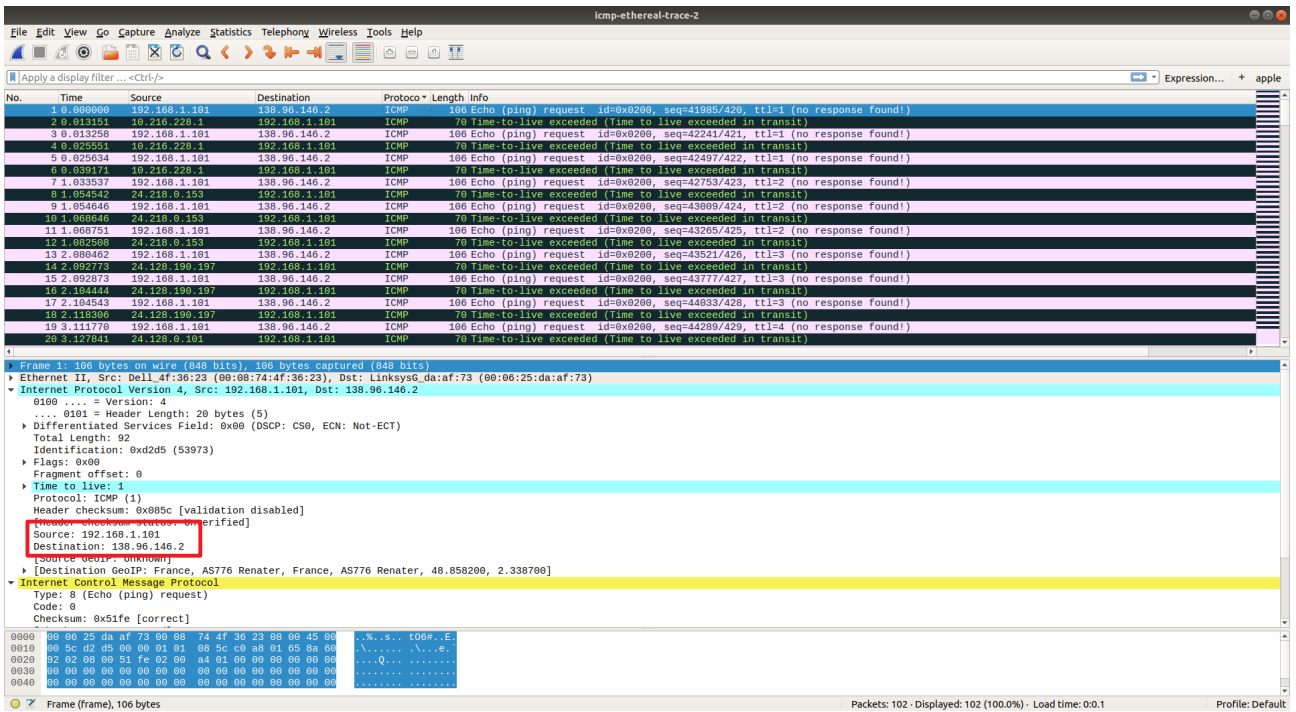 icmp-ethereal-trace-2
File Edit View Go Capture Analyze Statistics Telephony Wireless Tools Help
Apply a display filter … <Ctrl-/> Expression… + apple
No. Time Source Destination Protoco Length Info
1 0.000000 192.168.1.101 138.96.146.2 ICMP 106 Echo (ping) request id=0x0200, seq=41985/420, ttl=1 (no response found!)
2 0.013151 10.216.228.1 192.168.1.101 ICMP 70 Time-to-live exceeded (Time to live exceeded in transit)
3 0.013258 192.168.1.101 138.96.146.2 ICMP 106 Echo (ping) request id=0x0200, seq=42241/421, ttl=1 (no response found!)
4 0.025551 10.216.228.1 192.168.1.101 ICMP 70 Time-to-live exceeded (Time to live exceeded in transit)
5 0.025634 192.168.1.101 138.96.146.2 ICMP 106 Echo (ping) request id=0x0200, seq=42497/422, ttl=1 (no response found!)
6 0.039171 10.216.228.1 192.168.1.101 ICMP 70 Time-to-live exceeded (Time to live exceeded in transit)
7 1.033537 192.168.1.101 138.96.146.2 ICMP 106 Echo (ping) request id=0x0200, seq=42753/423, ttl=2 (no response found!)
8 1.054542 24.218.0.153 192.168.1.101 ICMP 70 Time-to-live exceeded (Time to live exceeded in transit)
9 1.054646 192.168.1.101 138.96.146.2 ICMP 106 Echo (ping) request id=0x0200, seq=43009/424, ttl=2 (no response found!)
10 1.068646 24.218.0.153 192.168.1.101 ICMP 70 Time-to-live exceeded (Time to live exceeded in transit)
11 1.068751 192.168.1.101 138.96.146.2 ICMP 106 Echo (ping) request id=0x0200, seq=43265/425, ttl=2 (no response found!)
12 1.082508 24.218.0.153 192.168.1.101 ICMP 70 Time-to-live exceeded (Time to live exceeded in transit)
13 2.080462 192.168.1.101 138.96.146.2 ICMP 106 Echo (ping) request id=0x0200, seq=43521/426, ttl=3 (no response found!)
14 2.092773 24.128.190.197 192.168.1.101 ICMP 70 Time-to-live exceeded (Time to live exceeded in transit)
15 2.092873 192.168.1.101 138.96.146.2 ICMP 106 Echo (ping) request id=0x0200, seq=43777/427, ttl=3 (no response found!)
16 2.104444 24.128.190.197 192.168.1.101 ICMP 70 Time-to-live exceeded (Time to live exceeded in transit)
17 2.104543 192.168.1.101 138.96.146.2 ICMP 106 Echo (ping) request id=0x0200, seq=44033/428, ttl=3 (no response found!)
18 2.118306 24.128.190.197 192.168.1.101 ICMP 70 Time-to-live exceeded (Time to live exceeded in transit)
19 3.111770 192.168.1.101 138.96.146.2 ICMP 106 Echo (ping) request id=0x0200, seq=44289/429, ttl=4 (no response found!)
20 3.127841 24.128.0.101 192.168.1.101 ICMP 70 Time-to-live exceeded (Time to live exceeded in transit)
Frame 1: 106 bytes on wire (848 bits), 106 bytes captured (848 bits)
Ethernet II, Src: Dell_4f:36:23 (00:08:74:4f:36:23), Dst: LinksysG_da:af:73 (00:06:25:da:af:73)
Internet Protocol Version 4, Src: 192.168.1.101, Dst: 138.96.146.2
0100 .... = Version: 4
.... 0101 = Header Length: 20 bytes (5)
Differentiated Services Field: 0x00 (DSCP: CS0, ECN: Not-ECT)
Total Length: 92
Identification: 0xd2d5 (53973)
Flags: 0x00
Fragment offset: 0
Time to live: 1
Protocol: ICMP (1)
Header checksum: 0x085c [validation disabled]
[Header checksum status: Unverified]
Source: 192.168.1.101
Destination: 138.96.146.2
[Source GeoIP: Unknown]
[Destination GeoIP: France, AS776 Renater, France, AS776 Renater, 48.858200, 2.338700]
Internet Control Message Protocol
Type: 8 (Echo (ping) request)
Code: 0
Checksum: 0x51fe [correct]
0000 00 06 25 da af 73 00 08 74 4f 36 23 08 00 45 00 ..%..s.. tO6#..E.
0010 00 5c d2 d5 00 00 01 01 08 5c c0 a8 01 65 8a 60 .\...... .\...e.`
0020 92 02 08 00 51 fe 02 00 a4 01 00 00 00 00 00 00 ....Q... ........
0030 00 00 00 00 00 00 00 00 00 00 00 00 00 00 00 00 ........ ........
0040 00 00 00 00 00 00 00 00 00 00 00 00 00 00 00 00 ........ ........
Frame (frame), 106 bytes Packets: 102 · Displayed: 102 (100.0%) · Load time: 0:0.1 Profile: Default